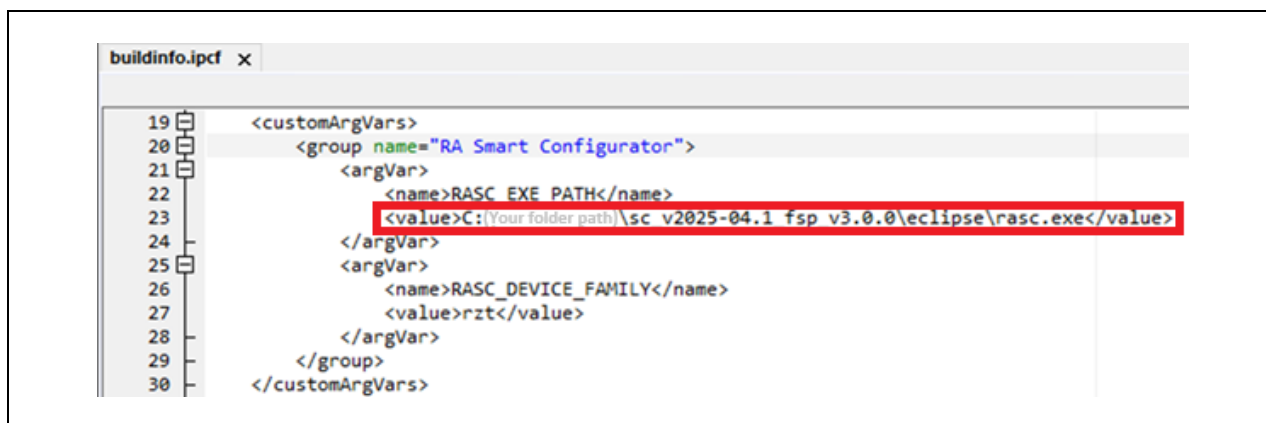 buildinfo.ipcf x
19 <customArgVars>
20 <group name="RA Smart Configurator">
21 <argVar>
22 <name>RASC_EXE_PATH</name>
23 <value>C:(Your folder path)\sc_v2025-04.1_fsp_v3.0.0\eclipse\rasc.exe</value>
24 </argVar>
25 <argVar>
26 <name>RASC_DEVICE_FAMILY</name>
27 <value>rzt</value>
28 </argVar>
29 </group>
30 </customArgVars>